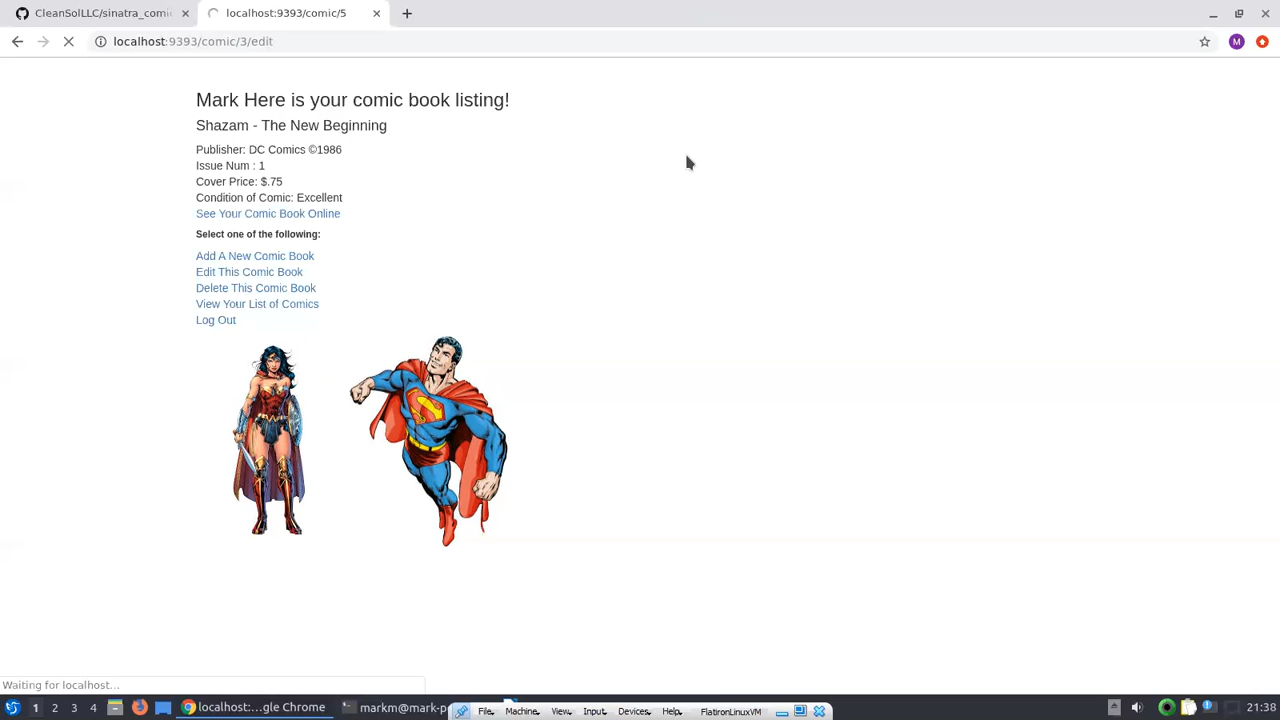 CleanSolLLC/sinatra_comic
localhost:9393/comic/5
localhost:9393/comic/3/edit
M
Mark Here is your comic book listing!
Shazam - The New Beginning
Publisher: DC Comics ©1986
Issue Num : 1
Cover Price: $.75
Condition of Comic: Excellent
See Your Comic Book Online
Select one of the following:
Add A New Comic Book
Edit This Comic Book
Delete This Comic Book
View Your List of Comics
Log Out
Waiting for localhost...
1 2 3 4 localhost:...gle Chrome markm@mark-p File Machine View Input Devices Help FlatironLinuxVM 21:38